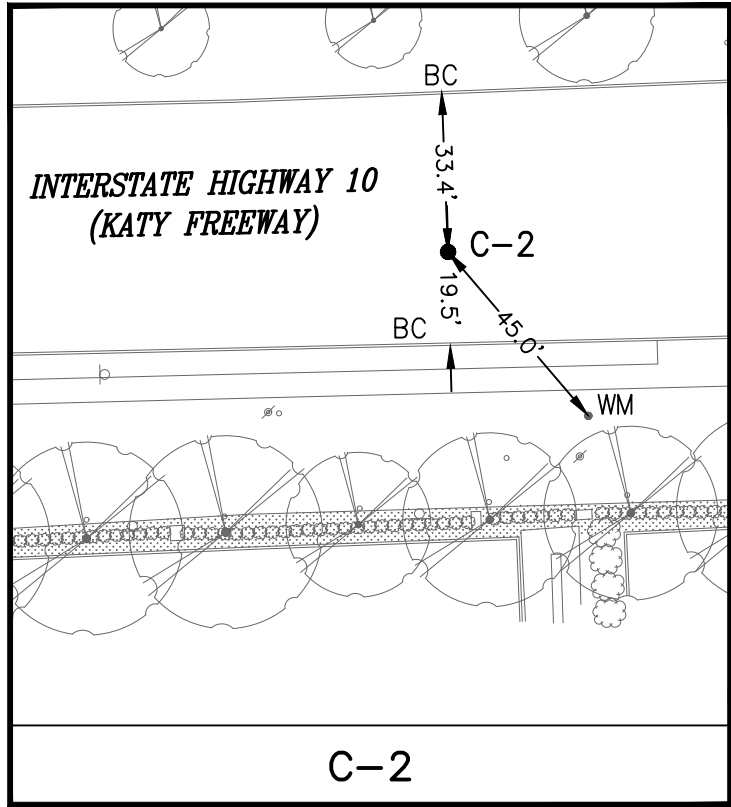 BC
33.4'
INTERSTATE HIGHWAY 10
(KATY FREEWAY)
C-2
19.5'
BC
45.0'
WM
C-2